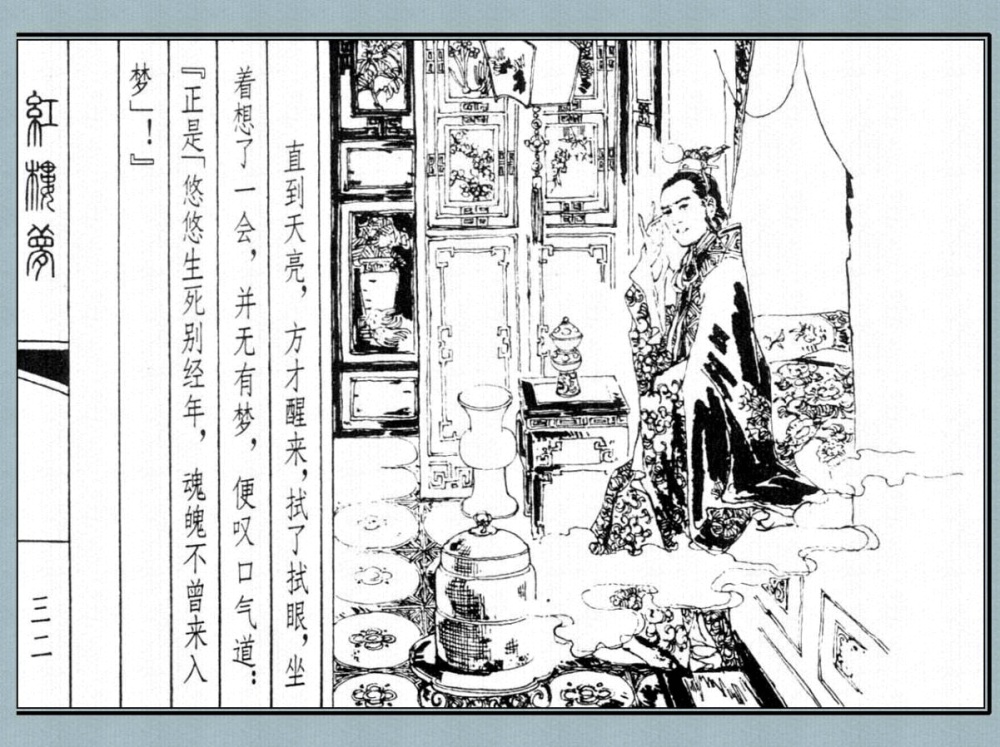 直到天亮，方才醒来，拭了拭眼，坐
着想了一会，并无有梦，便叹口气道：
『正是「悠悠生死别经年，魂魄不曾来入
梦」！』
紅樓夢
三二